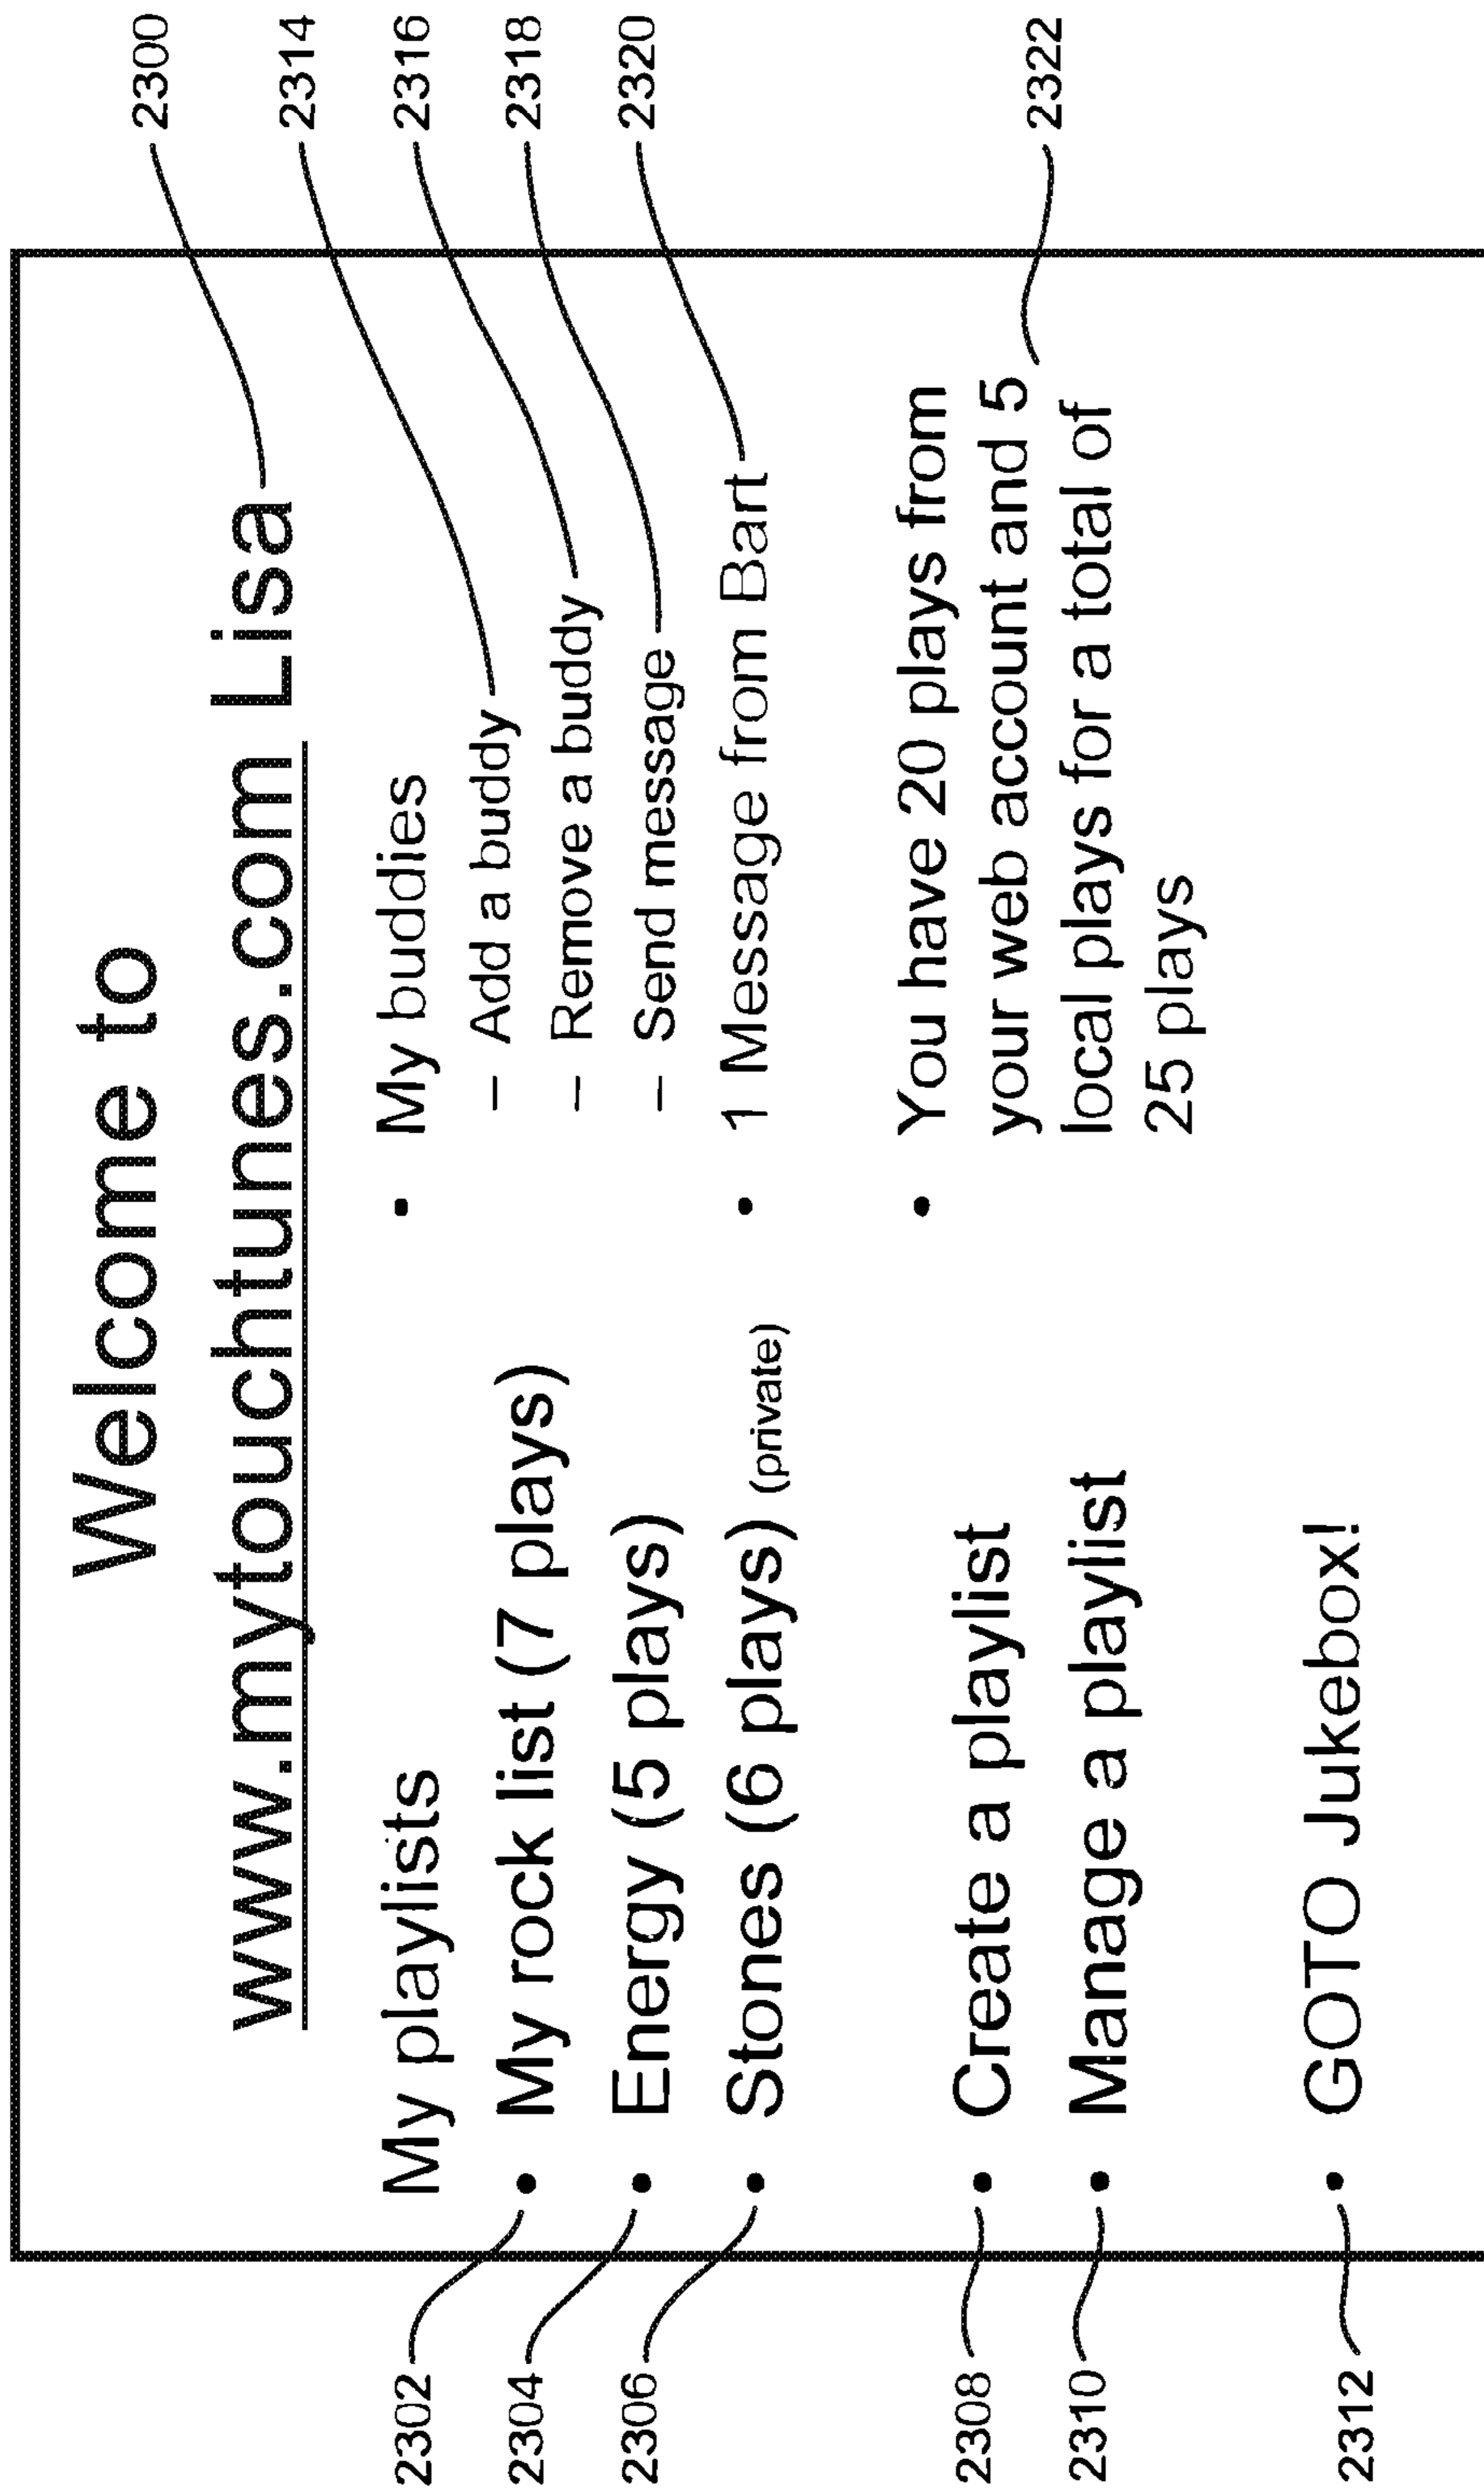 Welcome to
www.mytouchtunes.com Lisa
2300
My playlists
2302
• My rock list (7 plays)
2304
• Energy (5 plays)
2306
• Stones (6 plays) (private)
2308
• Create a playlist
2310
• Manage a playlist
2312
• GOTO Jukebox!
• My buddies
– Add a buddy
2314
– Remove a buddy
2316
– Send message
2318
• 1 Message from Bart
2320
• You have 20 plays from
your web account and 5
local plays for a total of
25 plays
2322